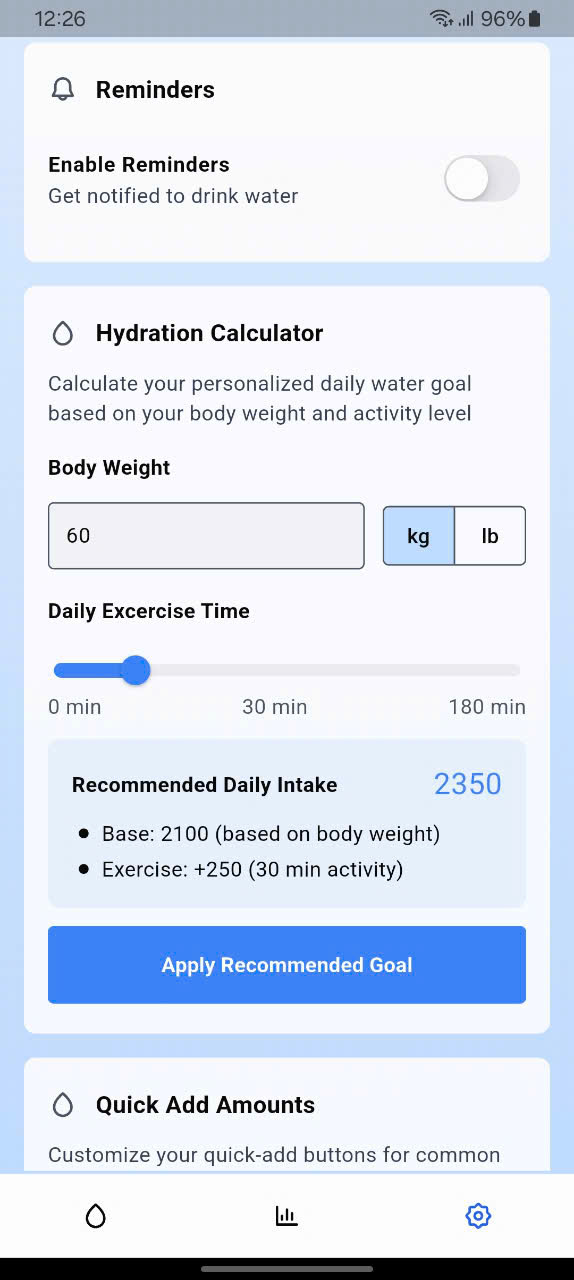 12:26
96%
Reminders
Enable Reminders
Get notified to drink water
Hydration Calculator
Calculate your personalized daily water goal
based on your body weight and activity level
Body Weight
60
kg
lb
Daily Excercise Time
0 min
30 min
180 min
Recommended Daily Intake
2350
Base: 2100 (based on body weight)
Exercise: +250 (30 min activity)
Apply Recommended Goal
Quick Add Amounts
Customize your quick-add buttons for common